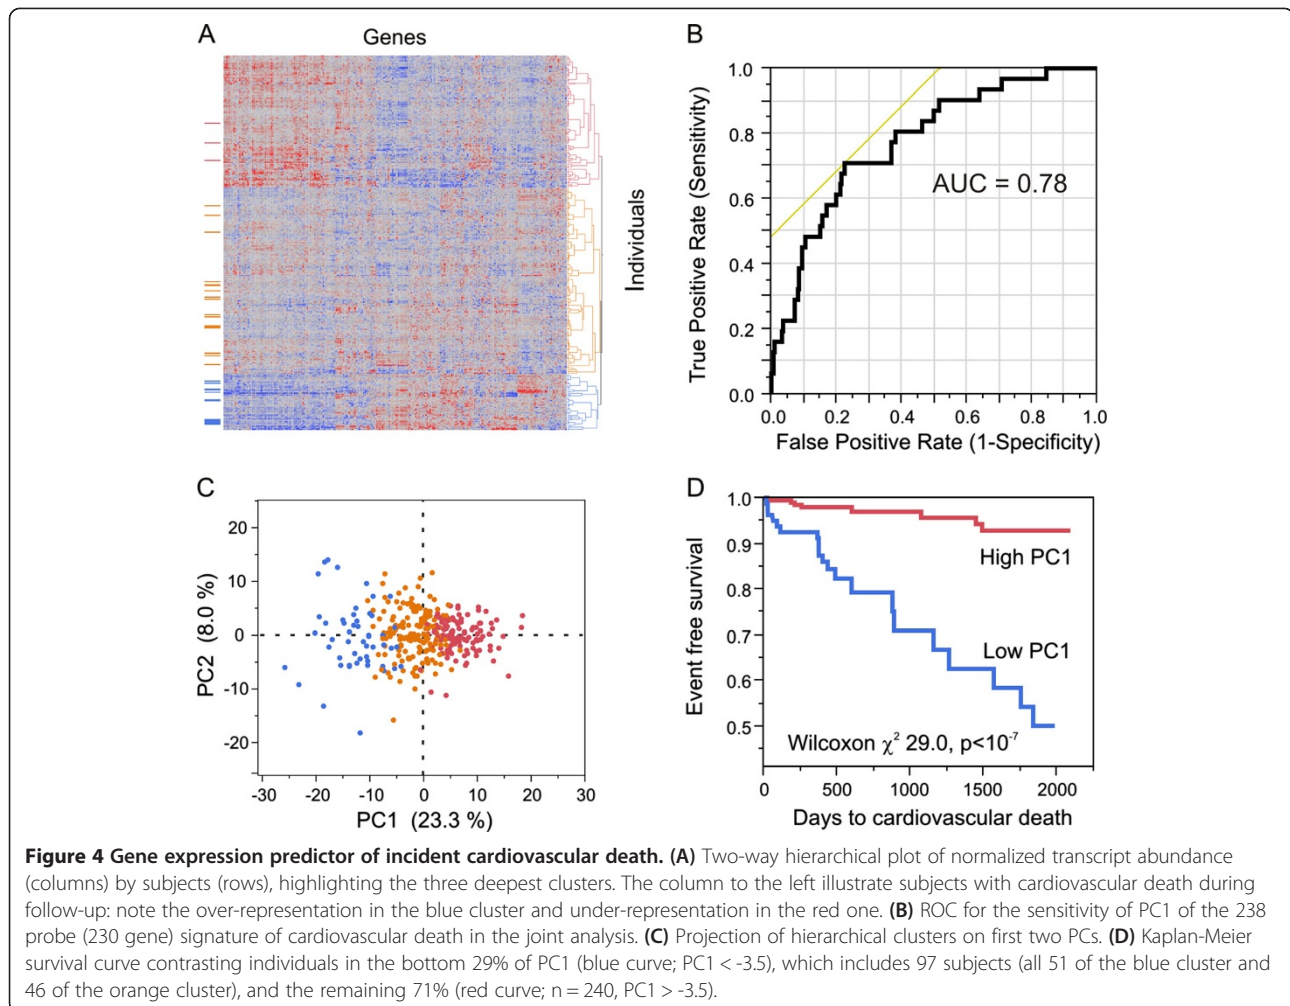 A
Genes
Individuals
B
1.0
0.8
0.6
0.4
0.2
0.0
True Positive Rate (Sensitivity)
AUC = 0.78
0.0 0.2 0.4 0.6 0.8 1.0
False Positive Rate (1-Specificity)
C
20
10
0
-10
-20
PC2 (8.0 %)
-30 -20 -10 0 10 20 30
PC1 (23.3 %)
D
1.0
0.9
0.8
0.7
0.6
0.5
Event free survival
High PC1
Low PC1
Wilcoxon χ² 29.0, p<10⁻⁷
0 500 1000 1500 2000
Days to cardiovascular death
Figure 4 Gene expression predictor of incident cardiovascular death. (A) Two-way hierarchical plot of normalized transcript abundance
(columns) by subjects (rows), highlighting the three deepest clusters. The column to the left illustrate subjects with cardiovascular death during
follow-up: note the over-representation in the blue cluster and under-representation in the red one. (B) ROC for the sensitivity of PC1 of the 238
probe (230 gene) signature of cardiovascular death in the joint analysis. (C) Projection of hierarchical clusters on first two PCs. (D) Kaplan-Meier
survival curve contrasting individuals in the bottom 29% of PC1 (blue curve; PC1 < -3.5), which includes 97 subjects (all 51 of the blue cluster and
46 of the orange cluster), and the remaining 71% (red curve; n = 240, PC1 > -3.5).